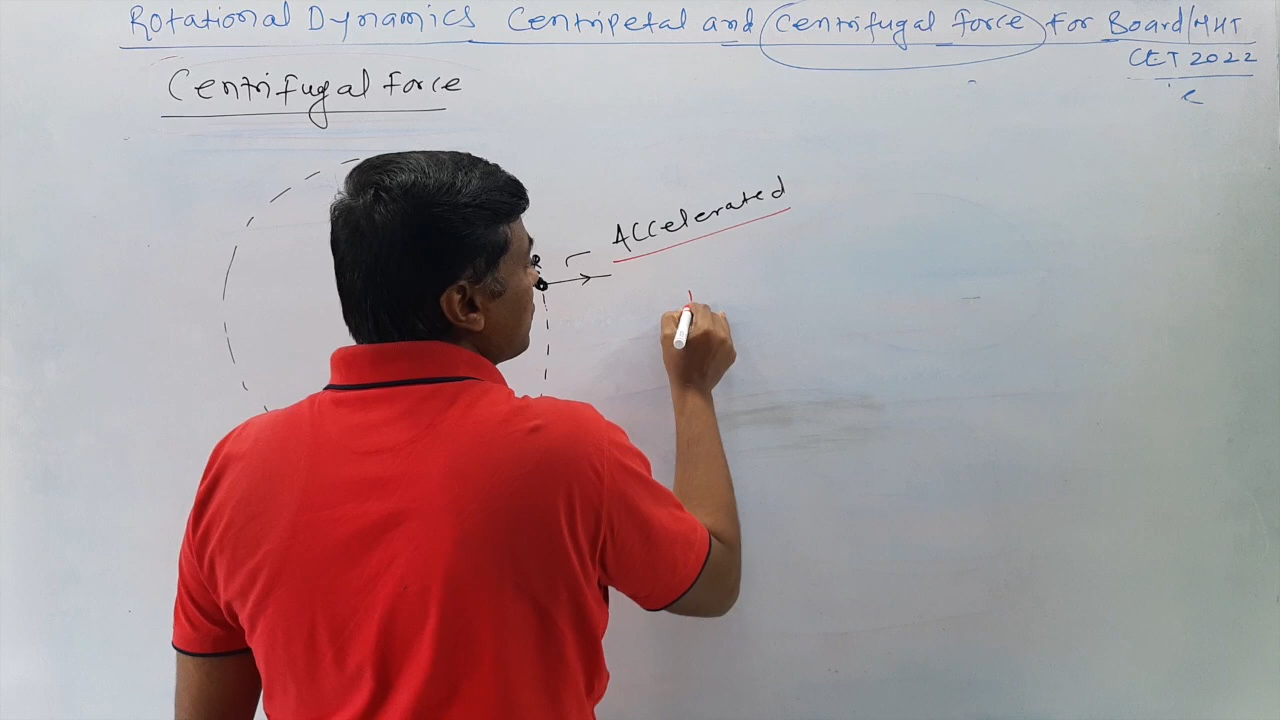 Rotational Dynamics Centripetal and Centrifugal force For Board/MHT
CET 2022
Centrifugal force
Accelerated